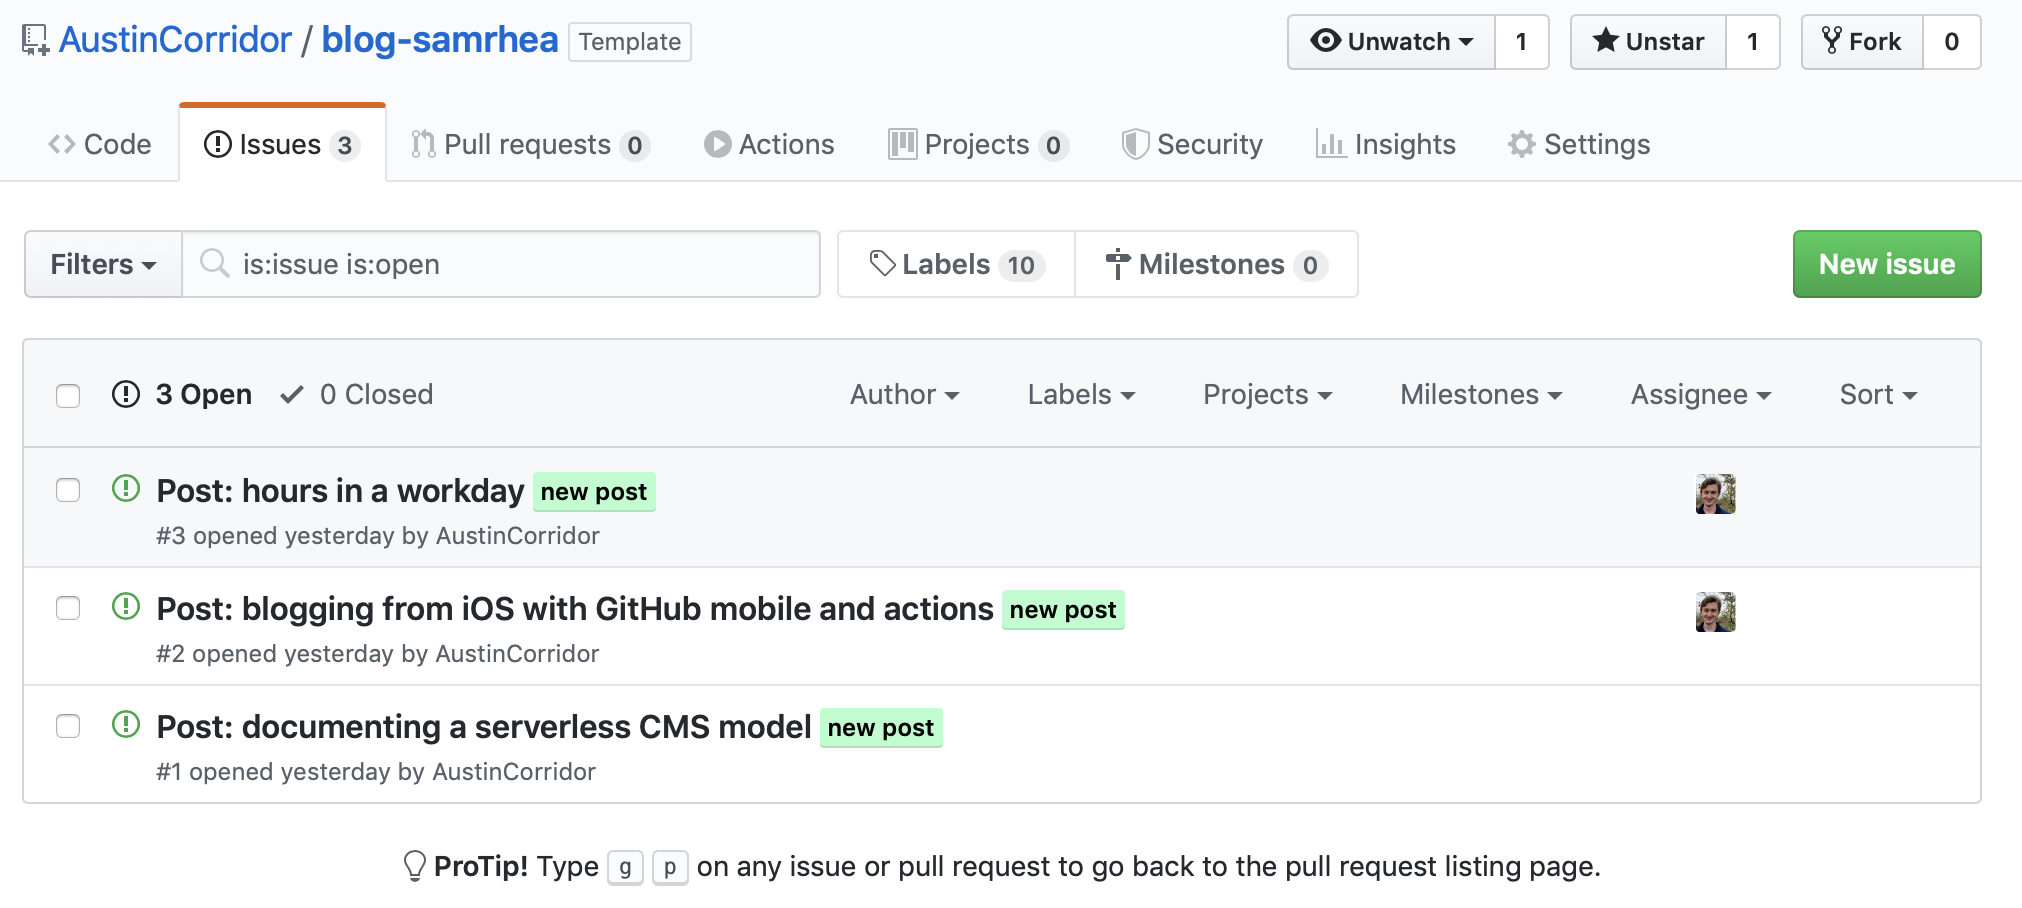 AustinCorridor / blog-samrhea Template Unwatch 1 Unstar 1 Fork 0
Code Issues 3 Pull requests 0 Actions Projects 0 Security Insights Settings
Filters is:issue is:open Labels 10 Milestones 0 New issue
3 Open 0 Closed Author Labels Projects Milestones Assignee Sort
Post: hours in a workday new post
#3 opened yesterday by AustinCorridor
Post: blogging from iOS with GitHub mobile and actions new post
#2 opened yesterday by AustinCorridor
Post: documenting a serverless CMS model new post
#1 opened yesterday by AustinCorridor
ProTip! Type g p on any issue or pull request to go back to the pull request listing page.